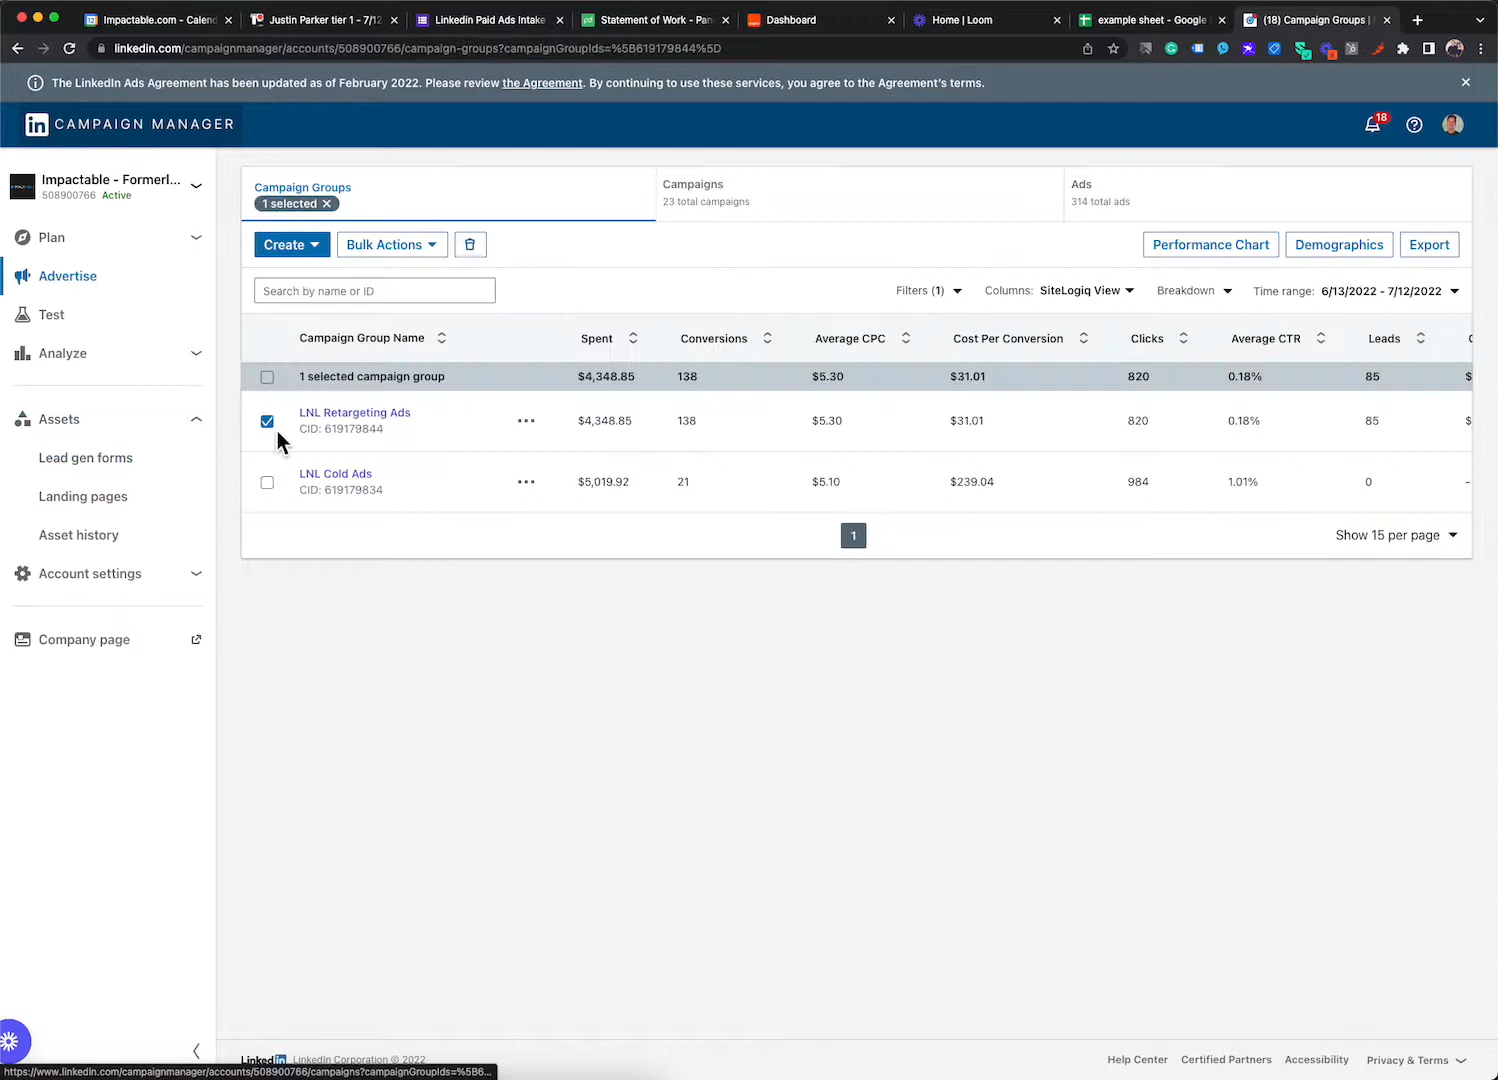 Impactable.com - Calend
Justin Parker tier 1 - 7/12
Linkedin Paid Ads Intake
Statement of Work - Pan
Dashboard
Home | Loom
example sheet - Google
(18) Campaign Groups |
linkedin.com/campaignmanager/accounts/508900766/campaign-groups?campaignGroupIds=%5B619179844%5D
The LinkedIn Ads Agreement has been updated as of February 2022. Please review the Agreement. By continuing to use these services, you agree to the Agreement's terms.
in CAMPAIGN MANAGER
18
Impactable - Formerl...
508900766 Active
Plan
Advertise
Test
Analyze
Assets
Lead gen forms
Landing pages
Asset history
Account settings
Company page
Campaign Groups
1 selected
Campaigns
23 total campaigns
Ads
314 total ads
Create
Bulk Actions
Performance Chart
Demographics
Export
Search by name or ID
Filters (1)
Columns: SiteLogiq View
Breakdown
Time range: 6/13/2022 - 7/12/2022
Campaign Group Name Spent Conversions Average CPC Cost Per Conversion Clicks Average CTR Leads
1 selected campaign group $4,348.85 138 $5.30 $31.01 820 0.18% 85 $
LNL Retargeting Ads ... $4,348.85 138 $5.30 $31.01 820 0.18% 85 $
CID: 619179844
LNL Cold Ads ... $5,019.92 21 $5.10 $239.04 984 1.01% 0 -
CID: 619179834
1
Show 15 per page
Linked in LinkedIn Corporation © 2022
Help Center
Certified Partners
Accessibility
Privacy & Terms
https://www.linkedin.com/campaignmanager/accounts/508900766/campaigns?campaignGroupIds=%5B6...